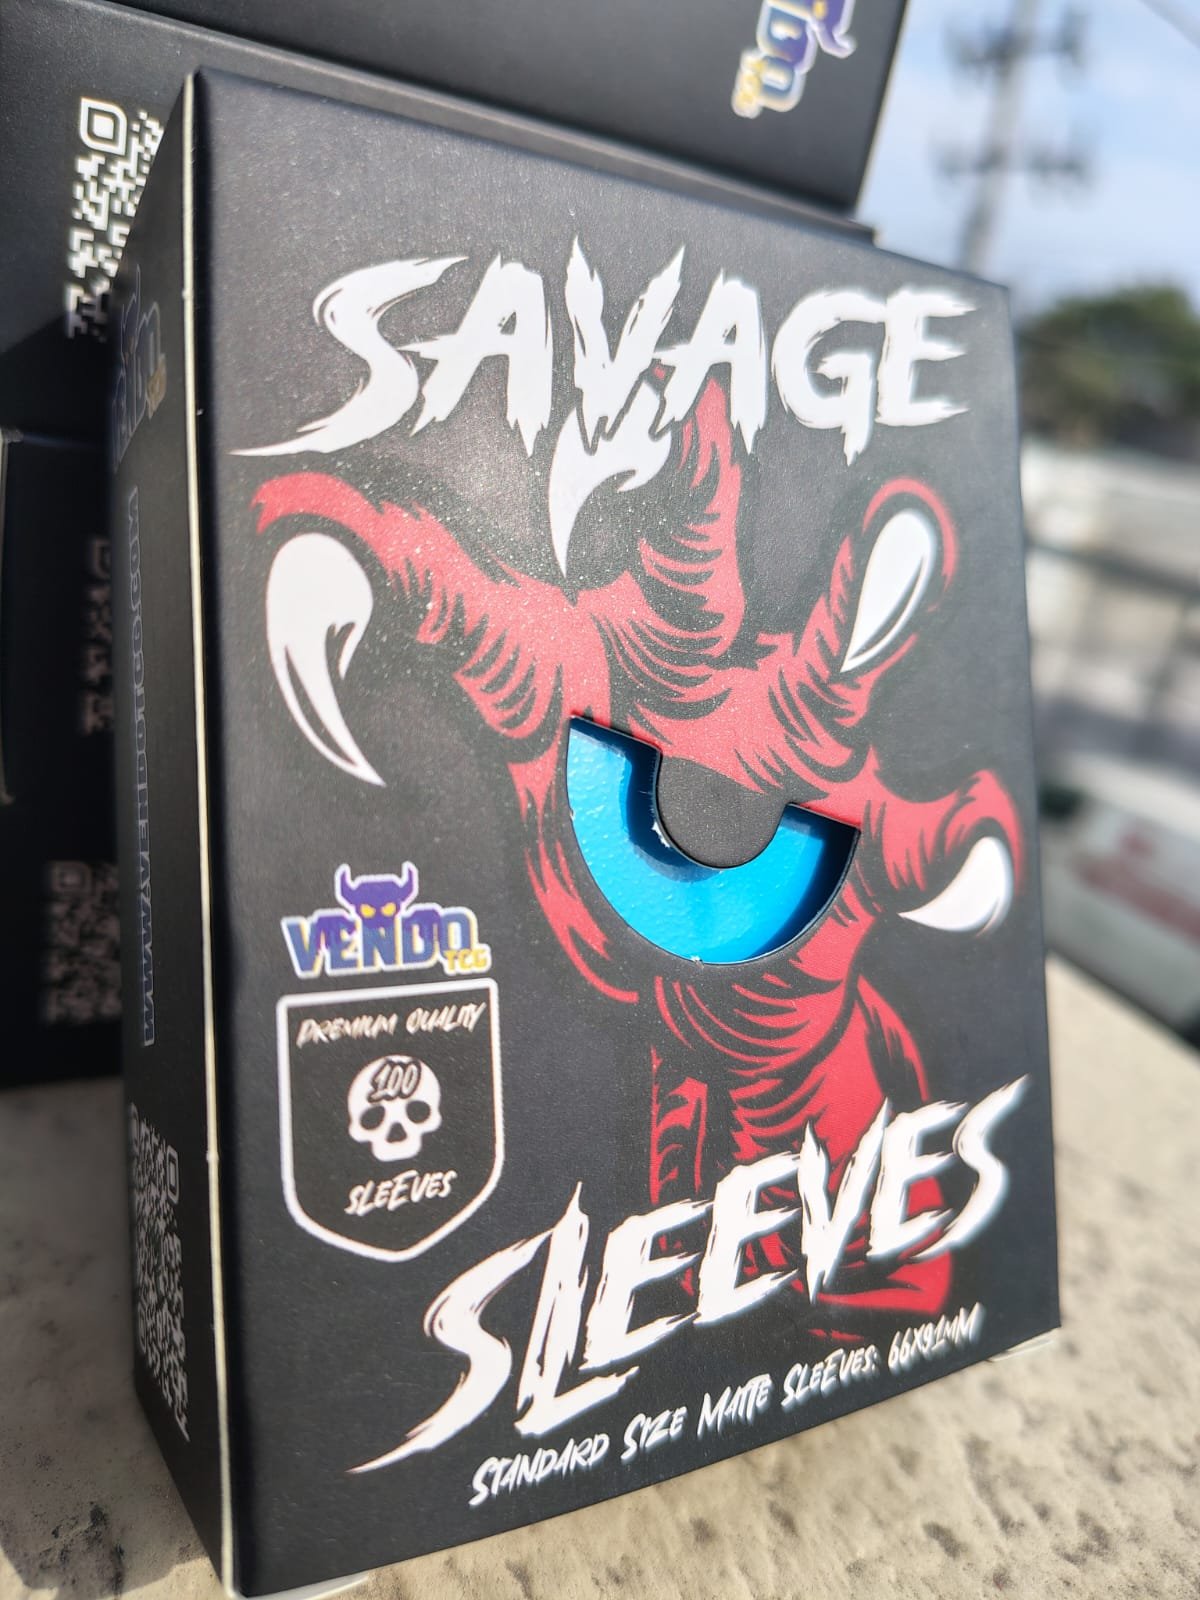 SAVAGE
VENDO
TCG
PREMIUM QUALITY
100
SLEEVES
SLEEVES
STANDARD SIZE MATTE SLEEVES: 66X91MM